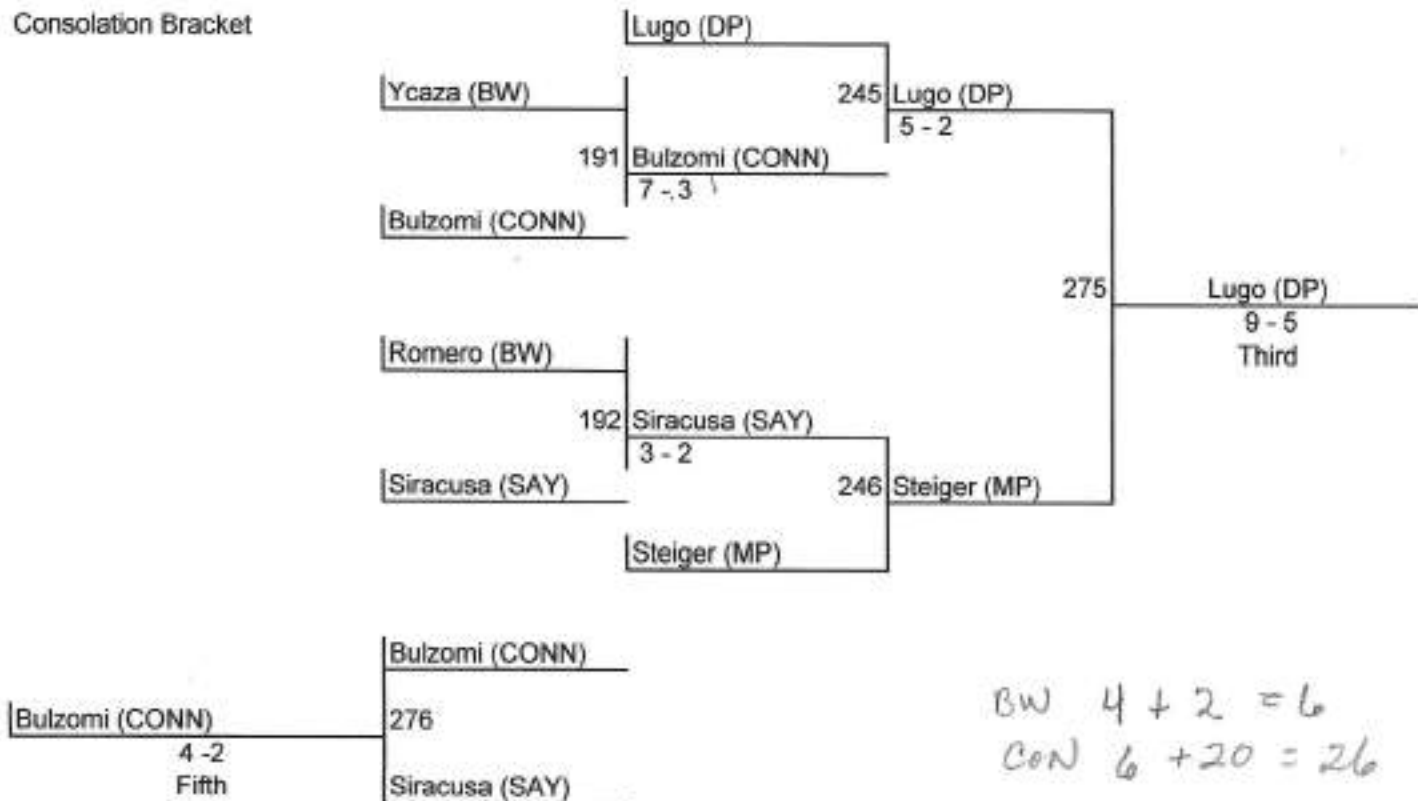 Consolation Bracket
Lugo (DP)
Ycaza (BW)
245 Lugo (DP)
5 - 2
191 Bulzomi (CONN)
7 - 3
Bulzomi (CONN)
275 Lugo (DP)
9 - 5
Third
Romero (BW)
192 Siracusa (SAY)
3 - 2
Siracusa (SAY)
246 Steiger (MP)
Steiger (MP)
Bulzomi (CONN)
Bulzomi (CONN)
276
4 -2
Fifth
Siracusa (SAY)
BW 4 + 2 = 6
CON 6 + 20 = 26